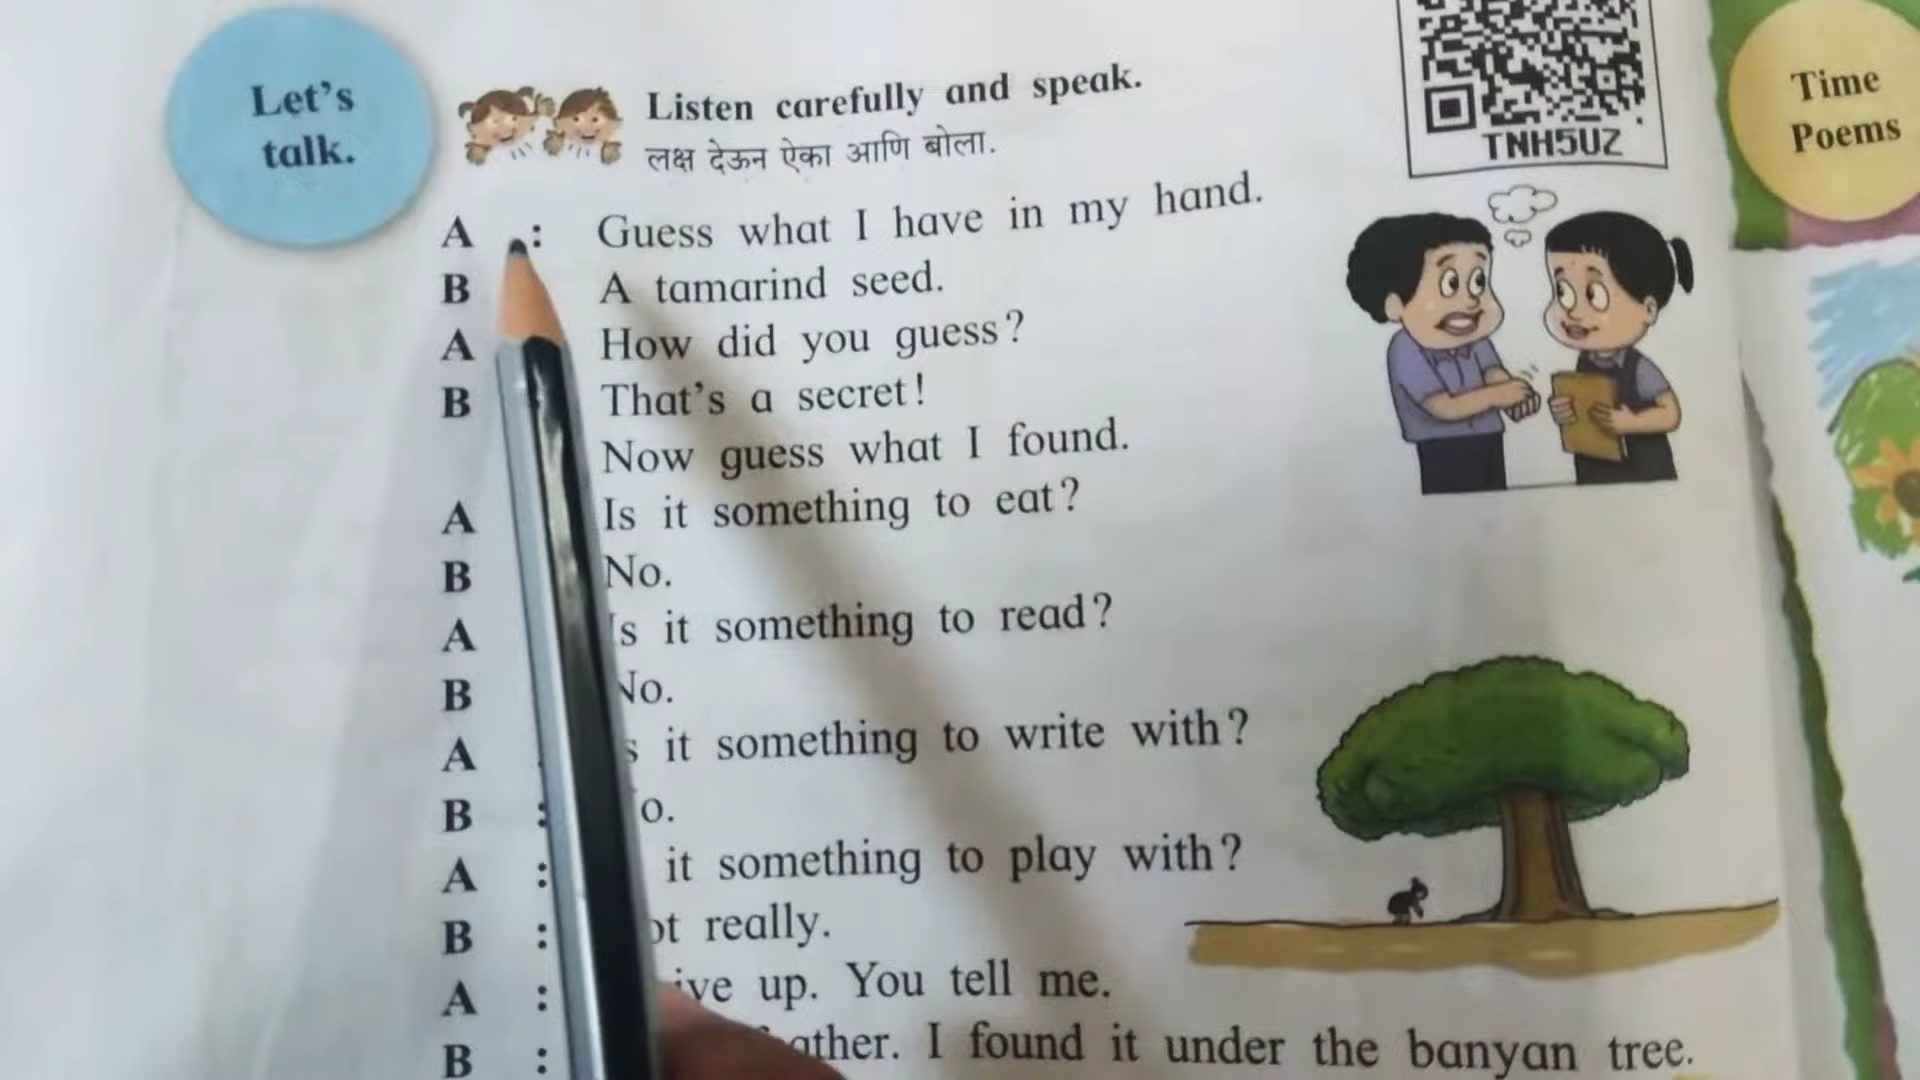 Let's
talk.
Listen carefully and speak.
लक्ष देऊन ऐका आणि बोला.
TNH5UZ
Time
Poems
A : Guess what I have in my hand.
B A tamarind seed.
A How did you guess?
B That's a secret!
Now guess what I found.
A Is it something to eat?
B No.
A it something to read?
B
A it something to write with?
B :
A : it something to play with?
B : really.
A : up. You tell me.
B : I found it under the banyan tree.